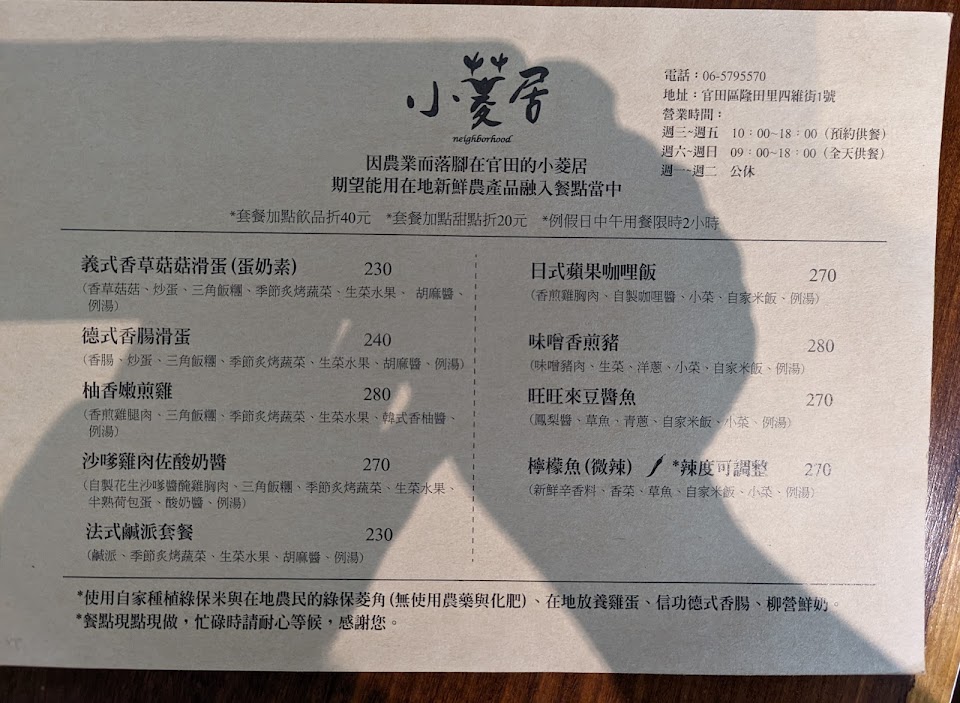 小菱居
neighborhood
電話：06-5795570
地址：官田區隆田里四維街1號
營業時間：
週三~週五 10：00~18：00（預約供餐）
週六~週日 09：00~18：00（全天供餐）
週一~週二 公休
因農業而落腳在官田的小菱居
期望能用在地新鮮農產品融入餐點當中
*套餐加點飲品折40元 *套餐加點甜點折20元 *例假日中午用餐限時2小時
義式香草菇菇滑蛋(蛋奶素) 230
（香草菇菇、炒蛋、三角飯糰、季節炙烤蔬菜、生菜水果、胡麻醬、
例湯）
德式香腸滑蛋 240
（香腸、炒蛋、三角飯糰、季節炙烤蔬菜、生菜水果、胡麻醬、例湯）
柚香嫩煎雞 280
（香煎雞腿肉、三角飯糰、季節炙烤蔬菜、生菜水果、韓式香柚醬、
例湯）
沙嗲雞肉佐酸奶醬 270
（自製花生沙嗲醬醃雞胸肉、三角飯糰、季節炙烤蔬菜、生菜水果、
半熟荷包蛋、酸奶醬、例湯）
法式鹹派套餐 230
（鹹派、季節炙烤蔬菜、生菜水果、胡麻醬、例湯）
日式蘋果咖哩飯 270
（香煎雞胸肉、自製咖哩醬、小菜、自家米飯、例湯）
味噌香煎豬 280
（味噌豬肉、生菜、洋蔥、小菜、自家米飯、例湯）
旺旺來豆醬魚 270
（鳳梨醬、草魚、青蔥、自家米飯、小菜、例湯）
檸檬魚(微辣) *辣度可調整 270
（新鮮辛香料、香菜、草魚、自家米飯、小菜、例湯）
*使用自家種植綠保米與在地農民的綠保菱角(無使用農藥與化肥)、在地放養雞蛋、信功德式香腸、柳營鮮奶。
*餐點現點現做，忙碌時請耐心等候，感謝您。